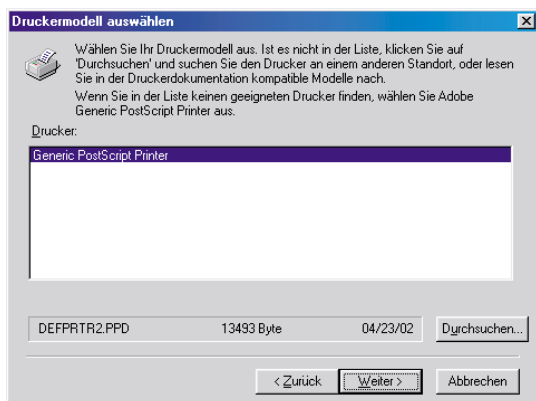 Druckermodell auswählen
Wählen Sie Ihr Druckermodell aus. Ist es nicht in der Liste, klicken Sie auf
'Durchsuchen' und suchen Sie den Drucker an einem anderen Standort, oder lesen
Sie in der Druckerdokumentation kompatible Modelle nach.
Wenn Sie in der Liste keinen geeigneten Drucker finden, wählen Sie Adobe
Generic PostScript Printer aus.
Drucker:
Generic PostScript Printer
DEFPRTR2.PPD 13493 Byte 04/23/02 Durchsuchen...
< Zurück Weiter > Abbrechen